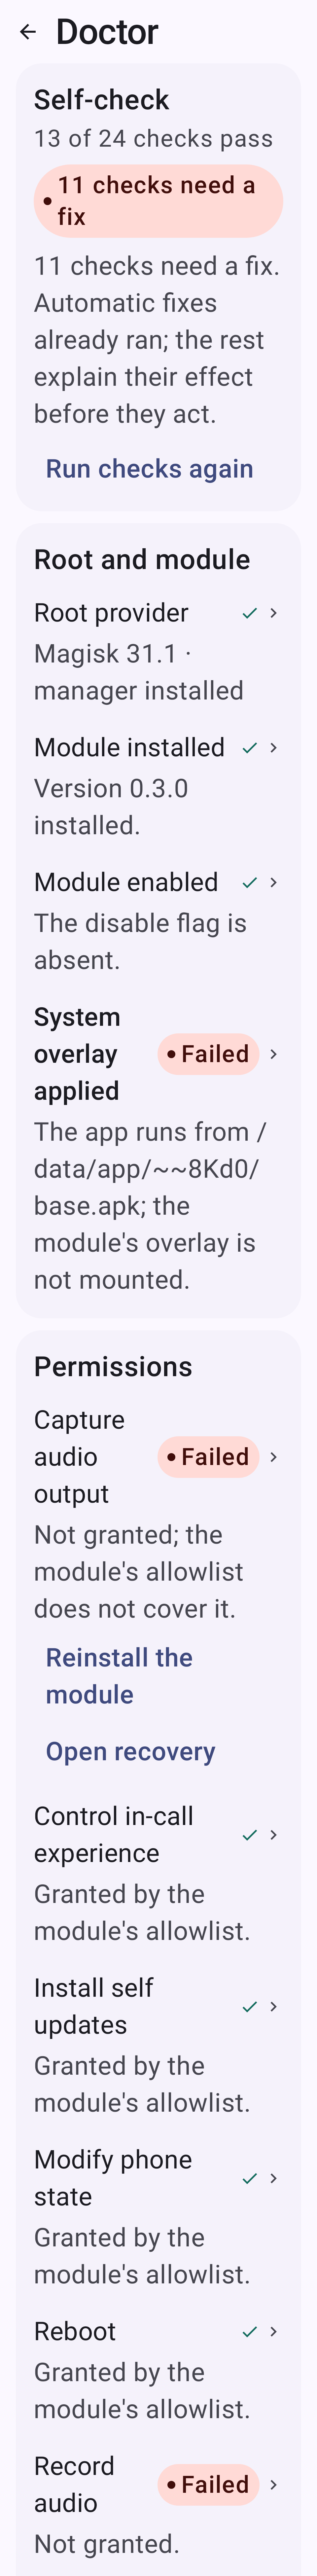 Doctor
Self-check
13 of 24 checks pass
11 checks need a
fix
11 checks need a fix.
Automatic fixes
already ran; the rest
explain their effect
before they act.
Run checks again
Root and module
Root provider
Magisk 31.1 ·
manager installed
Module installed
Version 0.3.0
installed.
Module enabled
The disable flag is
absent.
System
overlay
applied
Failed
The app runs from /
data/app/~~8Kd0/
base.apk; the
module's overlay is
not mounted.
Permissions
Capture
audio
output
Failed
Not granted; the
module's allowlist
does not cover it.
Reinstall the
module
Open recovery
Control in-call
experience
Granted by the
module's allowlist.
Install self
updates
Granted by the
module's allowlist.
Modify phone
state
Granted by the
module's allowlist.
Reboot
Granted by the
module's allowlist.
Record
audio
Failed
Not granted.